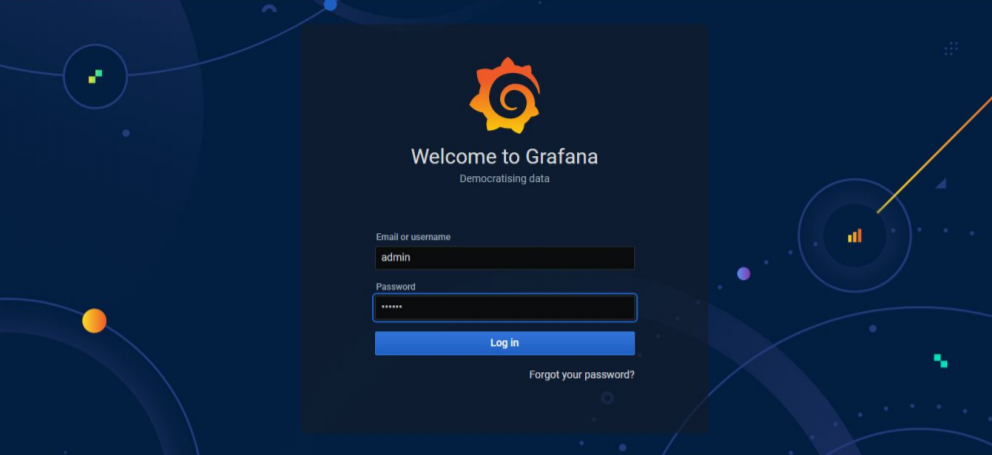 Welcome to Grafana
Democratising data
Email or username
admin
Password
••••••
Log in
Forgot your password?